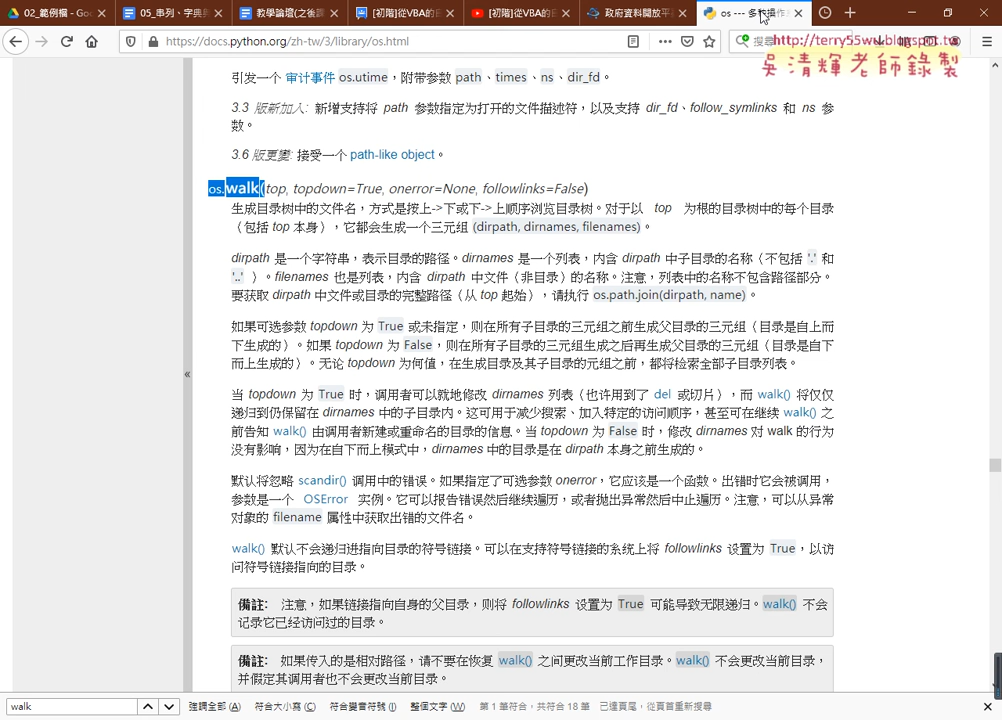 02_範例檔 - Goo
05_串列、字典與
教學論壇(之後課
[初階]從VBA的E
[初階]從VBA的E
政府資料開放平
os --- 多種操作
https://docs.python.org/zh-tw/3/library/os.html
搜尋
http://terry55wu.blogspot.tw
吳清輝老師錄製
引发一个 审计事件 os.utime，附带参数 path、times、ns、dir_fd。
3.3 版新加入: 新增支持将 path 参数指定为打开的文件描述符，以及支持 dir_fd、follow_symlinks 和 ns 参
数。
3.6 版更變: 接受一个 path-like object。
os.walk(top, topdown=True, onerror=None, followlinks=False)
生成目录树中的文件名，方式是按上->下或下->上顺序浏览目录树。对于以 top 为根的目录树中的每个目录
（包括 top 本身），它都会生成一个三元组 (dirpath, dirnames, filenames)。
dirpath 是一个字符串，表示目录的路径。dirnames 是一个列表，内含 dirpath 中子目录的名称（不包括 '.' 和
'..' ）。filenames 也是列表，内含 dirpath 中文件（非目录）的名称。注意，列表中的名称不包含路径部分。
要获取 dirpath 中文件或目录的完整路径（从 top 起始），请执行 os.path.join(dirpath, name)。
如果可选参数 topdown 为 True 或未指定，则在所有子目录的三元组之前生成父目录的三元组（目录是自上而
下生成的）。如果 topdown 为 False，则在所有子目录的三元组生成之后再生成父目录的三元组（目录是自下
而上生成的）。无论 topdown 为何值，在生成目录及其子目录的元组之前，都将检索全部子目录列表。
当 topdown 为 True 时，调用者可以就地修改 dirnames 列表（也许用到了 del 或切片），而 walk() 将仅仅
递归到仍保留在 dirnames 中的子目录内。这可用于减少搜索、加入特定的访问顺序，甚至可在继续 walk() 之
前告知 walk() 由调用者新建或重命名的目录的信息。当 topdown 为 False 时，修改 dirnames 对 walk 的行为
没有影响，因为在自下而上模式中，dirnames 中的目录是在 dirpath 本身之前生成的。
默认将忽略 scandir() 调用中的错误。如果指定了可选参数 onerror，它应该是一个函数。出错时它会被调用，
参数是一个 OSError 实例。它可以报告错误然后继续遍历，或者抛出异常然后中止遍历。注意，可以从异常
对象的 filename 属性中获取出错的文件名。
walk() 默认不会递归进指向目录的符号链接。可以在支持符号链接的系统上将 followlinks 设置为 True，以访
问符号链接指向的目录。
備註： 注意，如果链接指向自身的父目录，则将 followlinks 设置为 True 可能导致无限递归。walk() 不会
记录它已经访问过的目录。
備註： 如果传入的是相对路径，请不要在恢复 walk() 之间更改当前工作目录。walk() 不会更改当前目录，
并假定其调用者也不会更改当前目录。
«
walk 強調全部 (A) 符合大小寫 (C) 符合變音符號 (I) 整個文字 (W) 第 1 筆符合，共符合 18 筆 已達頁尾，從頁首重新搜尋